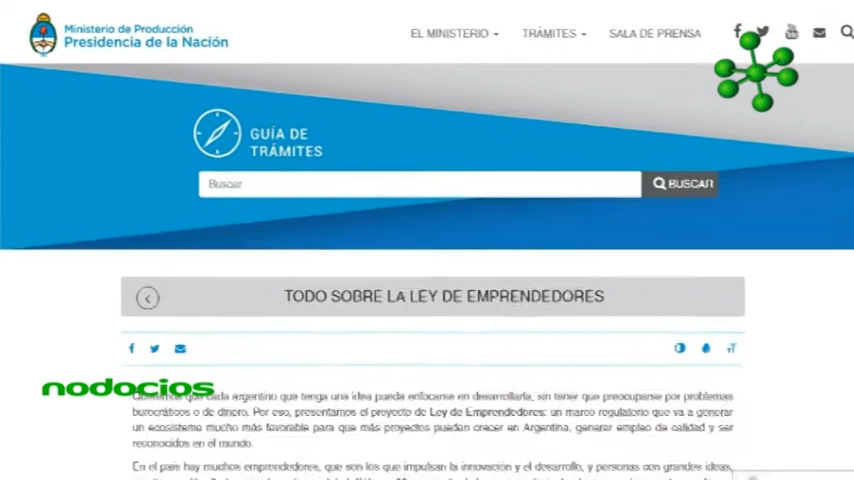 Ministerio de Producción
Presidencia de la Nación
EL MINISTERIO
TRÁMITES
SALA DE PRENSA
GUÍA DE
TRÁMITES
Buscar
BUSCAR
TODO SOBRE LA LEY DE EMPRENDEDORES
nodocios
Queremos que cada argentino que tenga una idea pueda enfocarse en desarrollarla, sin tener que preocuparse por problemas
burocráticos o de dinero. Por eso, presentamos el proyecto de Ley de Emprendedores: un marco regulatorio que va a generar
un ecosistema mucho más favorable para que más proyectos puedan crecer en Argentina, generar empleo de calidad y ser
reconocidos en el mundo.
En el país hay muchos emprendedores, que son los que impulsan la innovación y el desarrollo, y personas con grandes ideas,